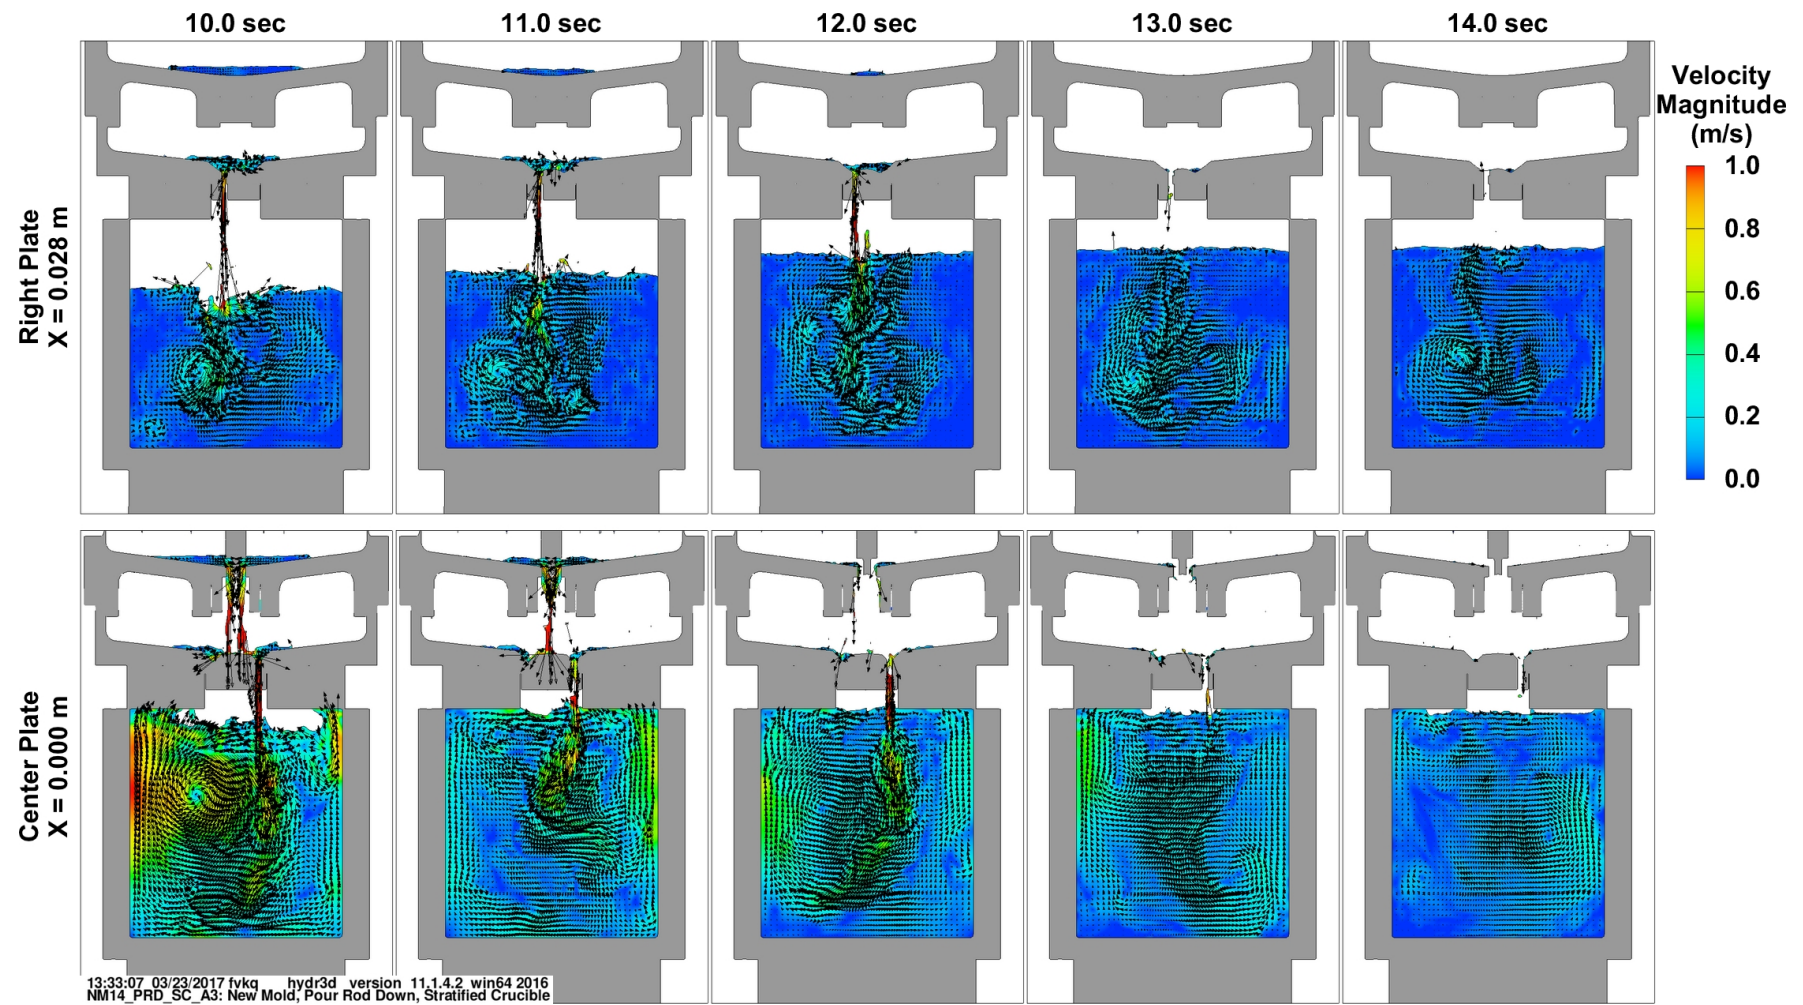 10.0 sec 11.0 sec 12.0 sec 13.0 sec 14.0 sec
Velocity
Magnitude
(m/s)
1.0
0.8
0.6
0.4
0.2
0.0
Right Plate
X = 0.028 m
Center Plate
X = 0.000 m
13:33:07 03/23/2017 fvkq hydr3d version 11.1.4.2 win64 2016
NM14_PRD_SC_A3: New Mold, Pour Rod Down, Stratified Crucible